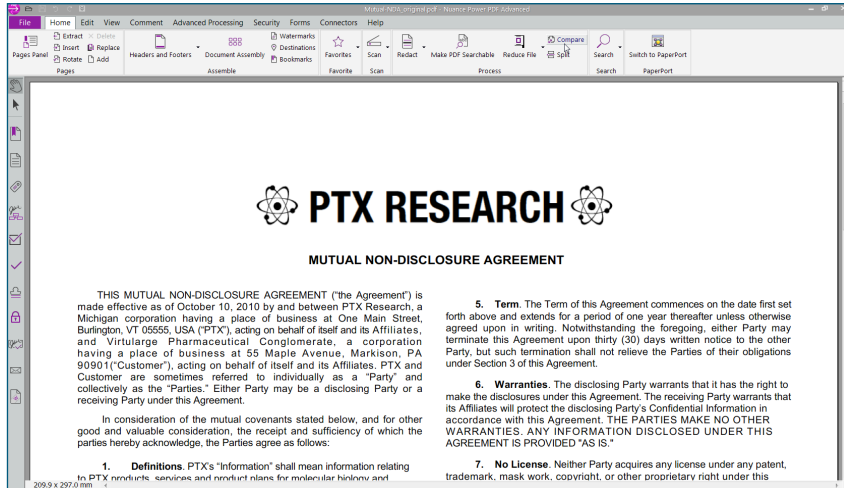 Mutual-NDA_original.pdf - Nuance Power PDF Advanced
File Home Edit View Comment Advanced Processing Security Forms Connectors Help
Pages Panel
Extract × Delete
Insert Replace
Rotate Add
Pages
Headers and Footers
Document Assembly
Watermarks
Destinations
Bookmarks
Assemble
Favorites
Favorite
Scan
Scan
Redact
Make PDF Searchable
Reduce File
Compare
Split
Process
Search
Search
Switch to PaperPort
PaperPort
PTX RESEARCH
MUTUAL NON-DISCLOSURE AGREEMENT
THIS MUTUAL NON-DISCLOSURE AGREEMENT (“the Agreement”) is
made effective as of October 10, 2010 by and between PTX Research, a
Michigan corporation having a place of business at One Main Street,
Burlington, VT 05555, USA (“PTX”), acting on behalf of itself and its Affiliates,
and Virtularge Pharmaceutical Conglomerate, a corporation
having a place of business at 55 Maple Avenue, Markison, PA
90901(“Customer”), acting on behalf of itself and its Affiliates. PTX and
Customer are sometimes referred to individually as a “Party” and
collectively as the “Parties.” Either Party may be a disclosing Party or a
receiving Party under this Agreement.
In consideration of the mutual covenants stated below, and for other
good and valuable consideration, the receipt and sufficiency of which the
parties hereby acknowledge, the Parties agree as follows:
1. Definitions. PTX’s “Information” shall mean information relating
to PTX products, services and product plans for molecular biology and
5. Term. The Term of this Agreement commences on the date first set
forth above and extends for a period of one year thereafter unless otherwise
agreed upon in writing. Notwithstanding the foregoing, either Party may
terminate this Agreement upon thirty (30) days written notice to the other
Party, but such termination shall not relieve the Parties of their obligations
under Section 3 of this Agreement.
6. Warranties. The disclosing Party warrants that it has the right to
make the disclosures under this Agreement. The receiving Party warrants that
its Affiliates will protect the disclosing Party’s Confidential Information in
accordance with this Agreement. THE PARTIES MAKE NO OTHER
WARRANTIES. ANY INFORMATION DISCLOSED UNDER THIS
AGREEMENT IS PROVIDED "AS IS."
7. No License. Neither Party acquires any license under any patent,
trademark, mask work, copyright, or other proprietary right under this
209.9 x 297.0 mm